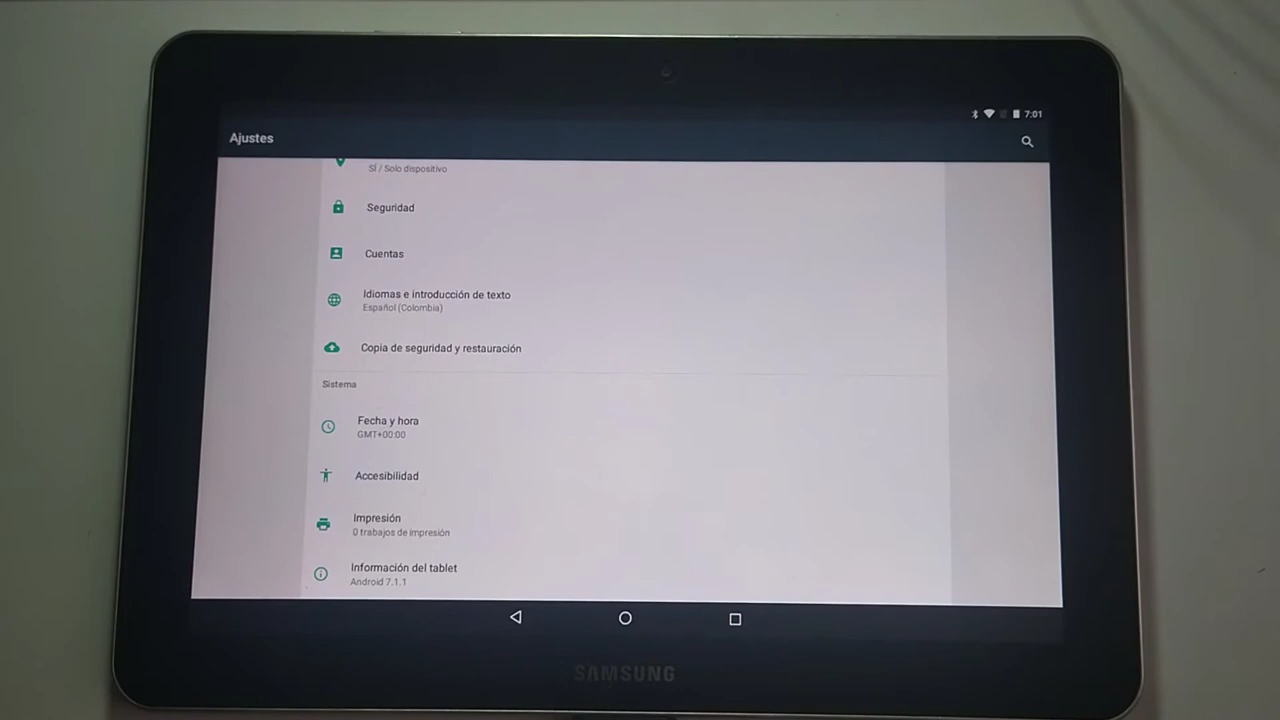 7:01
Ajustes
SÍ / Solo dispositivo
Seguridad
Cuentas
Idiomas e introducción de texto
Español (Colombia)
Copia de seguridad y restauración
Sistema
Fecha y hora
GMT+00:00
Accesibilidad
Impresión
0 trabajos de impresión
Información del tablet
Android 7.1.1
SAMSUNG